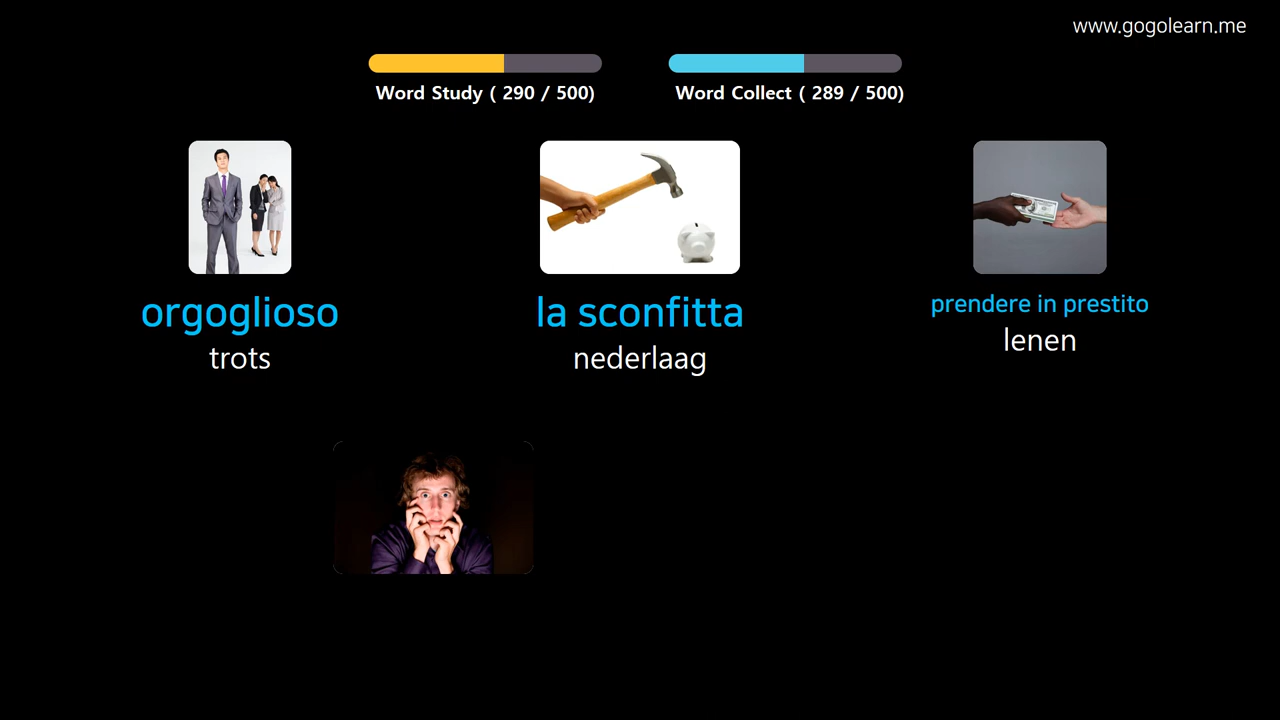 www.gogolearn.me
Word Study ( 290 / 500)
Word Collect ( 289 / 500)
orgoglioso
trots
la sconfitta
nederlaag
prendere in prestito
lenen